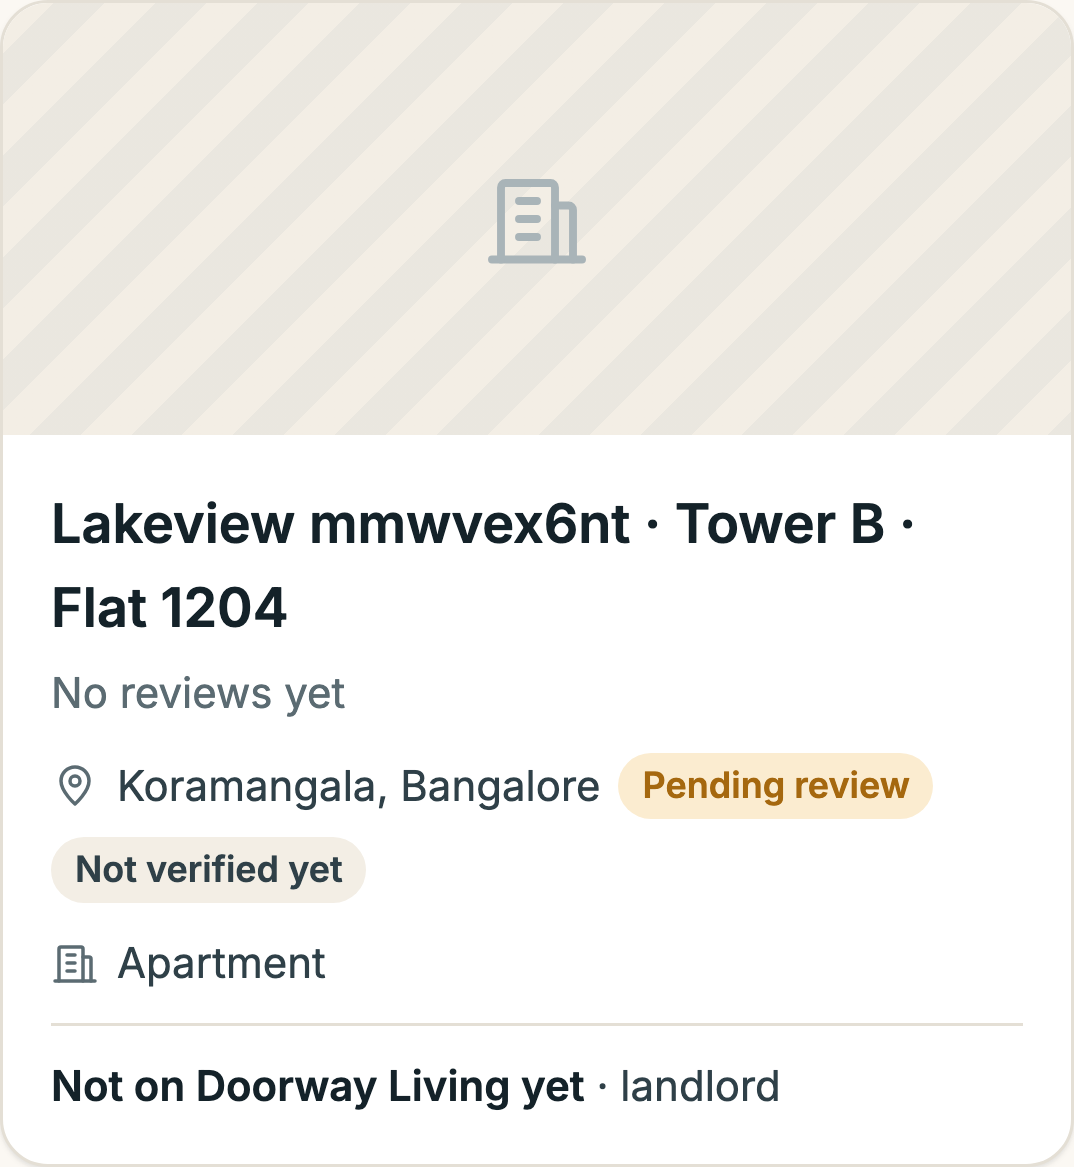 Lakeview mmwvex6nt · Tower B ·
Flat 1204
No reviews yet
Koramangala, Bangalore Pending review
Not verified yet
Apartment
Not on Doorway Living yet · landlord